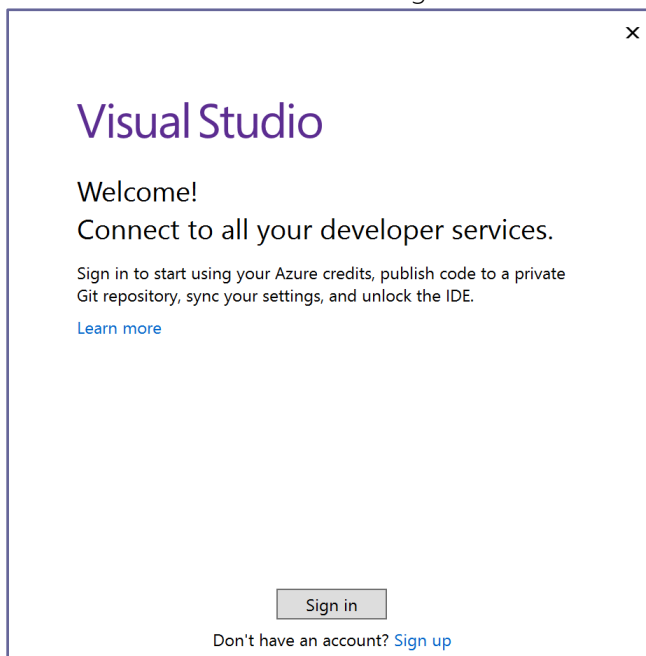 Visual Studio
Welcome!
Connect to all your developer services.
Sign in to start using your Azure credits, publish code to a private
Git repository, sync your settings, and unlock the IDE.
Learn more
Sign in
Don't have an account? Sign up